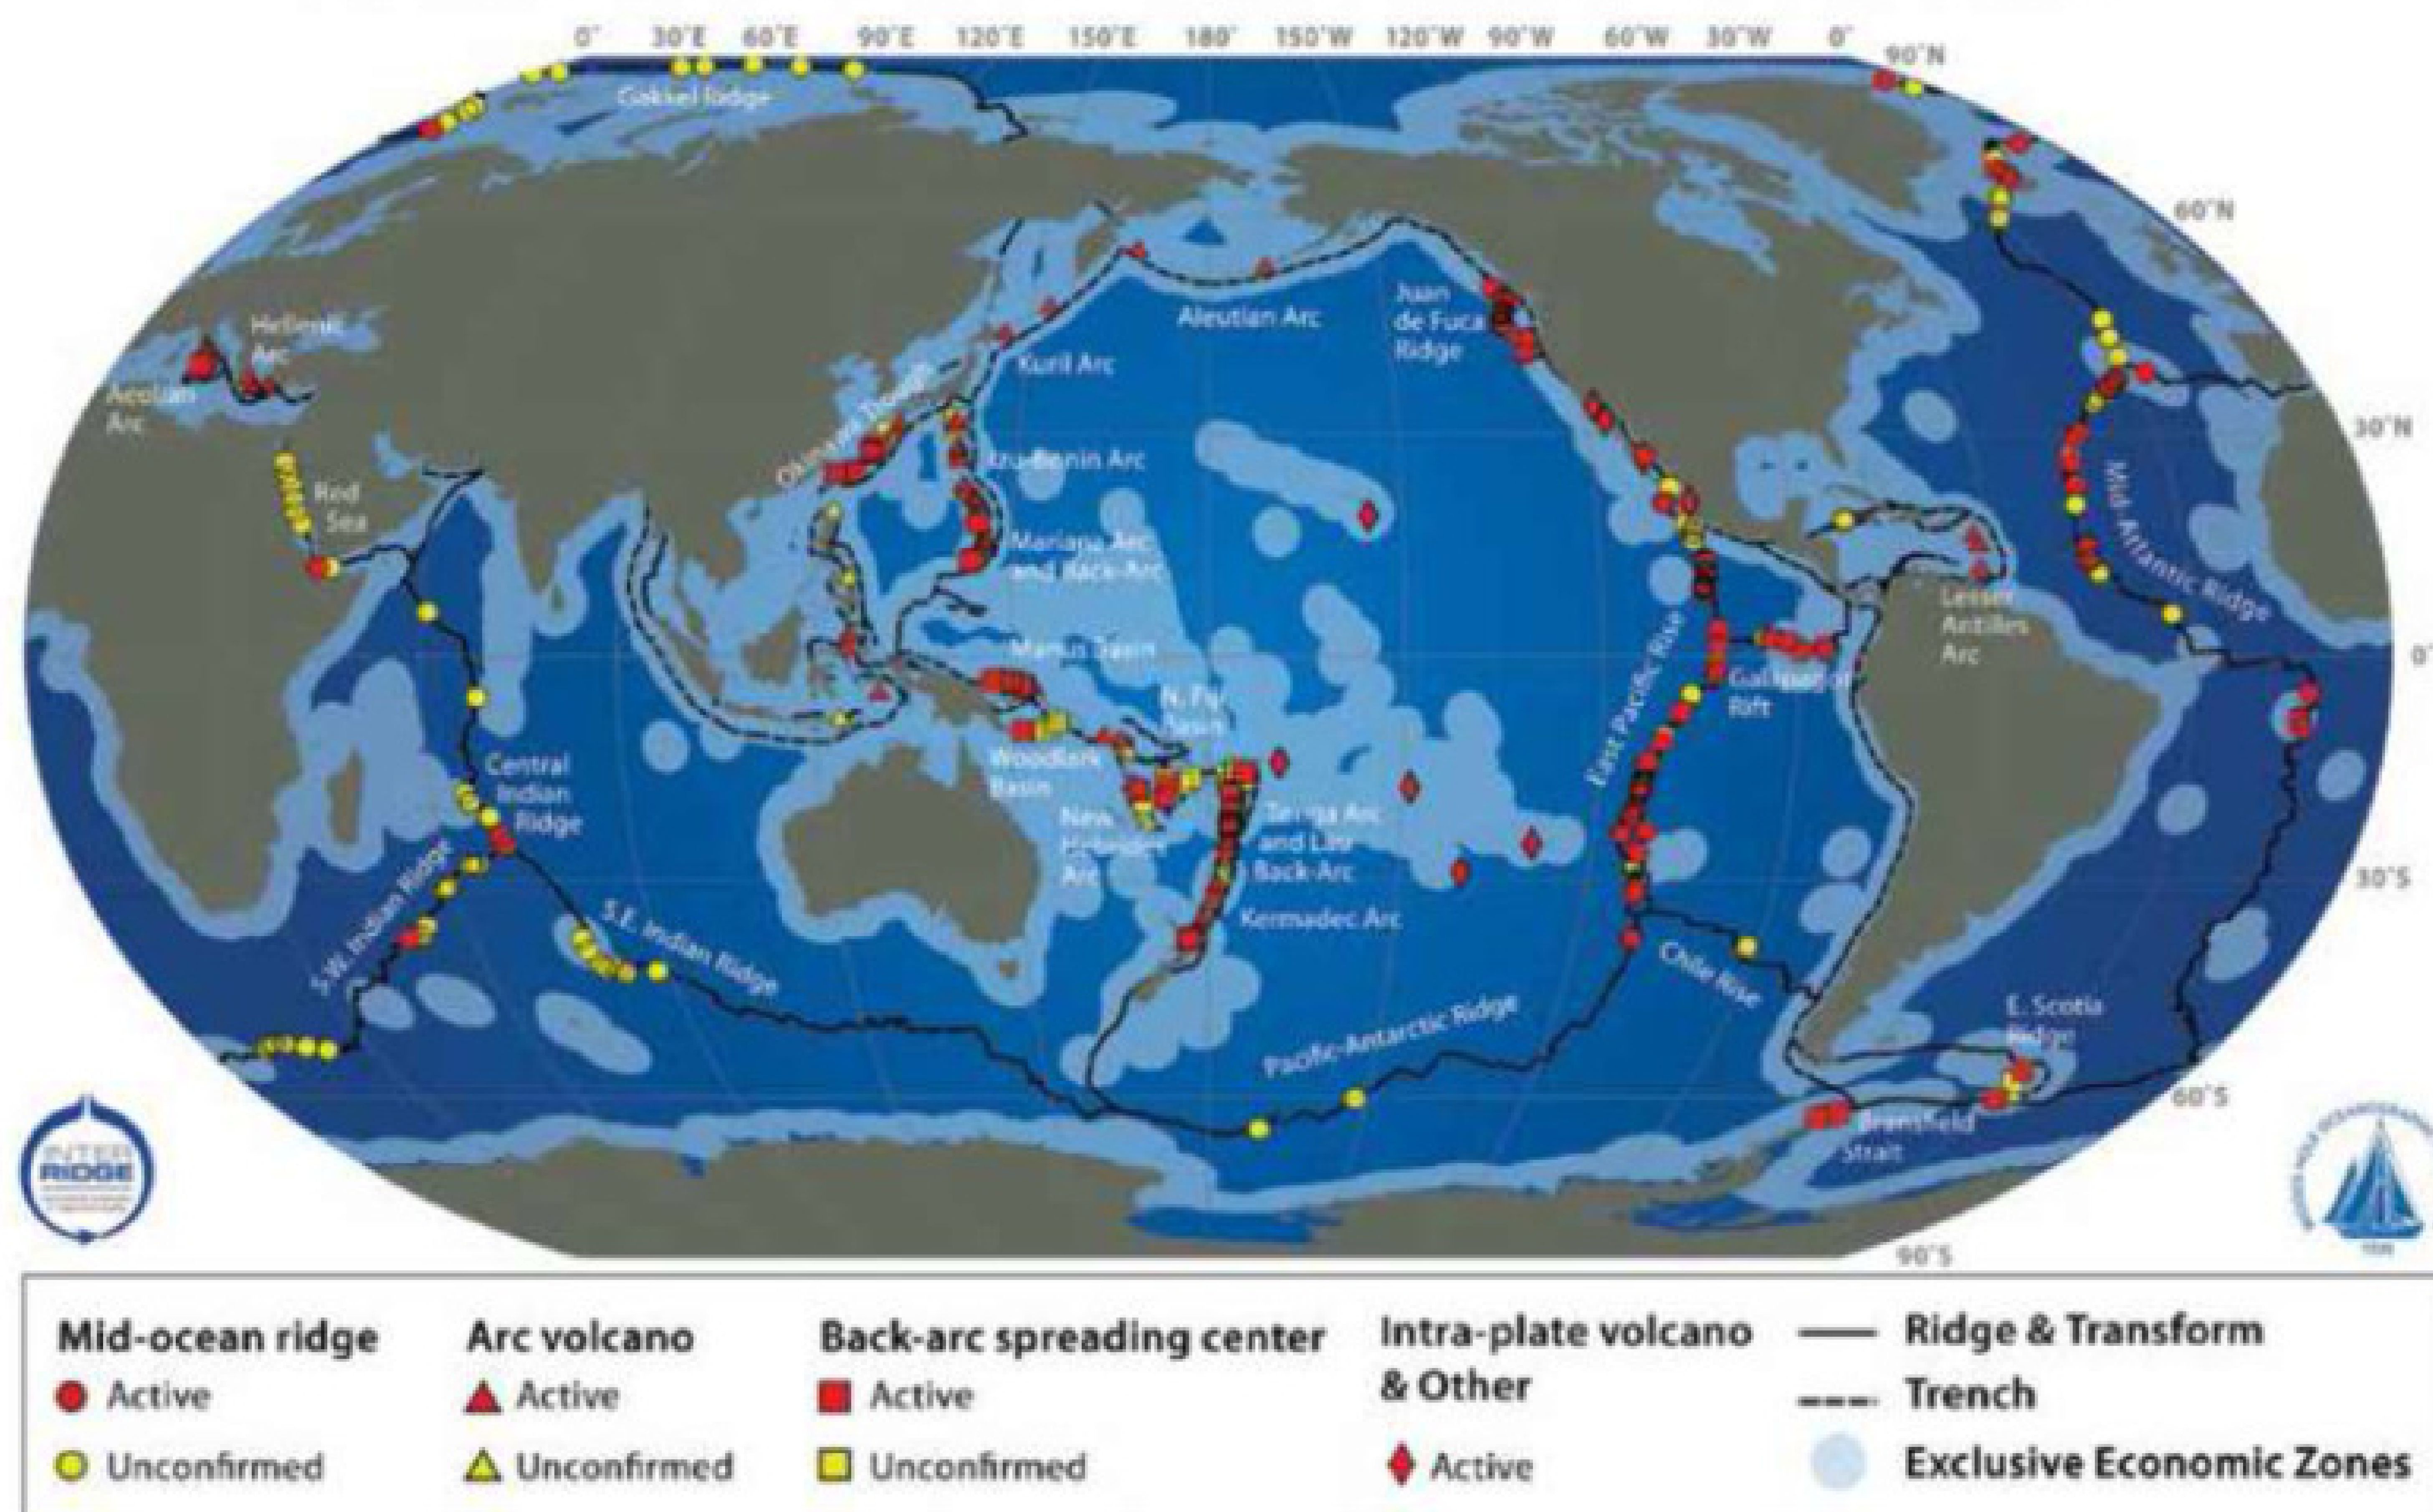 0° 30°E 60°E 90°E 120°E 150°E 180° 150°W 120°W 90°W 60°W 30°W 0°
90°N
Gakkel Ridge
60°N
Hellenic
Arc
Aeolian
Arc
Aleutian Arc
Juan
de Fuca
Ridge
Kuril Arc
Okinawa Trough
30°N
Izu-Bonin Arc
Red
Sea
Mid-Atlantic Ridge
Mariana Arc
and Back-Arc
Lesser
Antilles
Arc
Manus Basin
0°
East Pacific Rise
Galapagos
Rift
N. Fiji
Basin
Central
Indian
Ridge
Woodlark
Basin
New
Hebrides
Arc
Tonga Arc
and Lau
Back-Arc
S.W. Indian Ridge
30°S
S.E. Indian Ridge
Kermadec Arc
Chile Rise
Pacific-Antarctic Ridge
E. Scotia
Ridge
60°S
Bransfield
Strait
INTER
RIDGE
90°S
Mid-ocean ridge
Active
Unconfirmed
Arc volcano
Active
Unconfirmed
Back-arc spreading center
Active
Unconfirmed
Intra-plate volcano
& Other
Active
Ridge & Transform
Trench
Exclusive Economic Zones